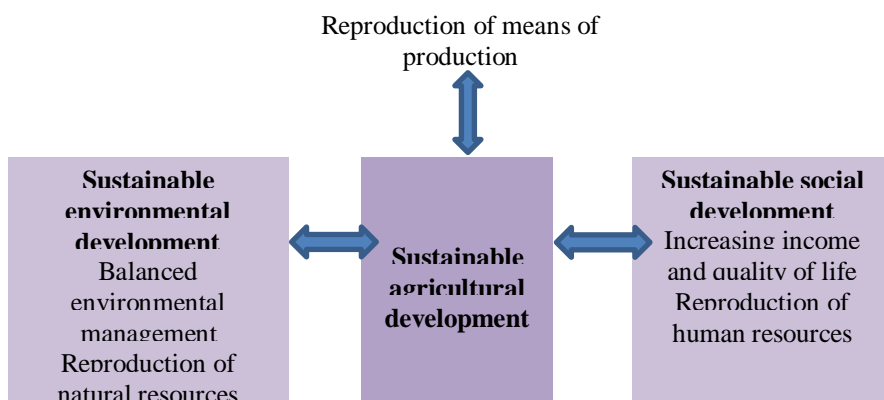 Reproduction of means of
production
Sustainable
environmental
development
Balanced
environmental
management
Reproduction of
natural resources
Sustainable
agricultural
development
Sustainable social
development
Increasing income
and quality of life
Reproduction of
human resources